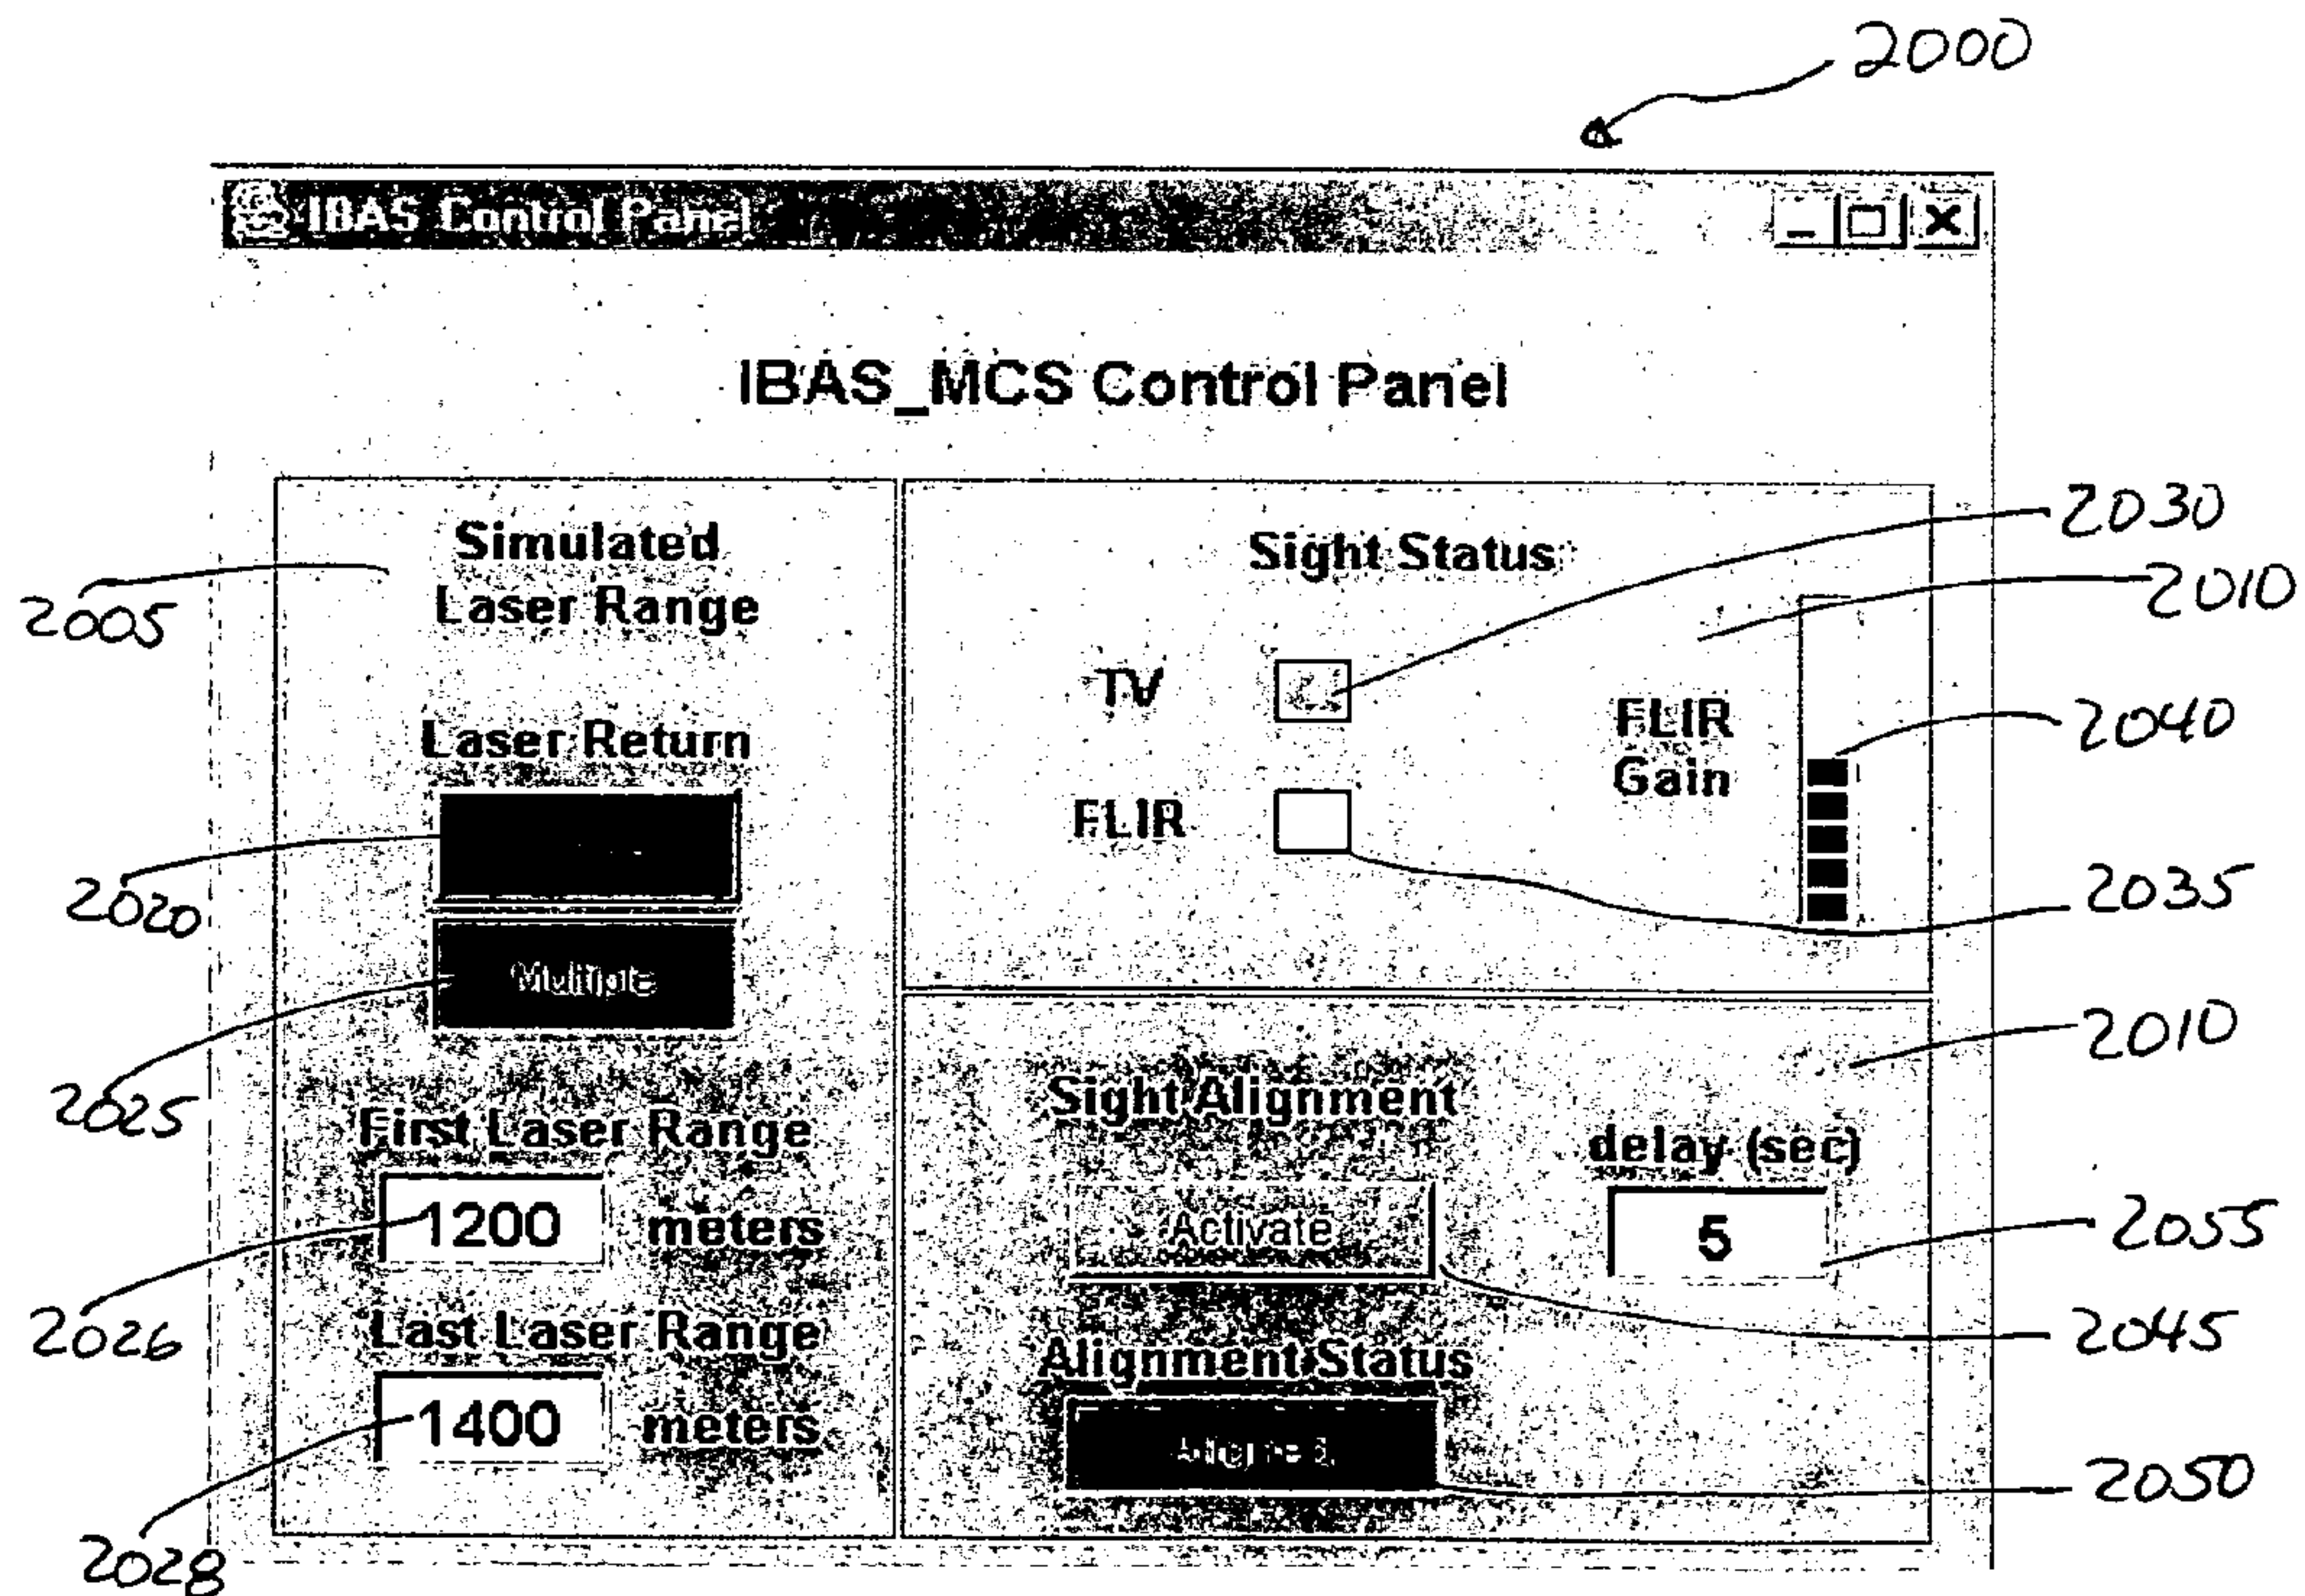 2000
IBAS Control Panel
IBAS_MCS Control Panel
Simulated
Laser Range
Laser Return
Multiple
First Laser Range
1200 meters
Last Laser Range
1400 meters
Sight Status
TV
FLIR
FLIR
Gain
Sight Alignment
Activate
delay (sec)
5
Alignment Status
Aligned
2005
2020
2025
2026
2028
2030
2010
2040
2035
2010
2055
2045
2050